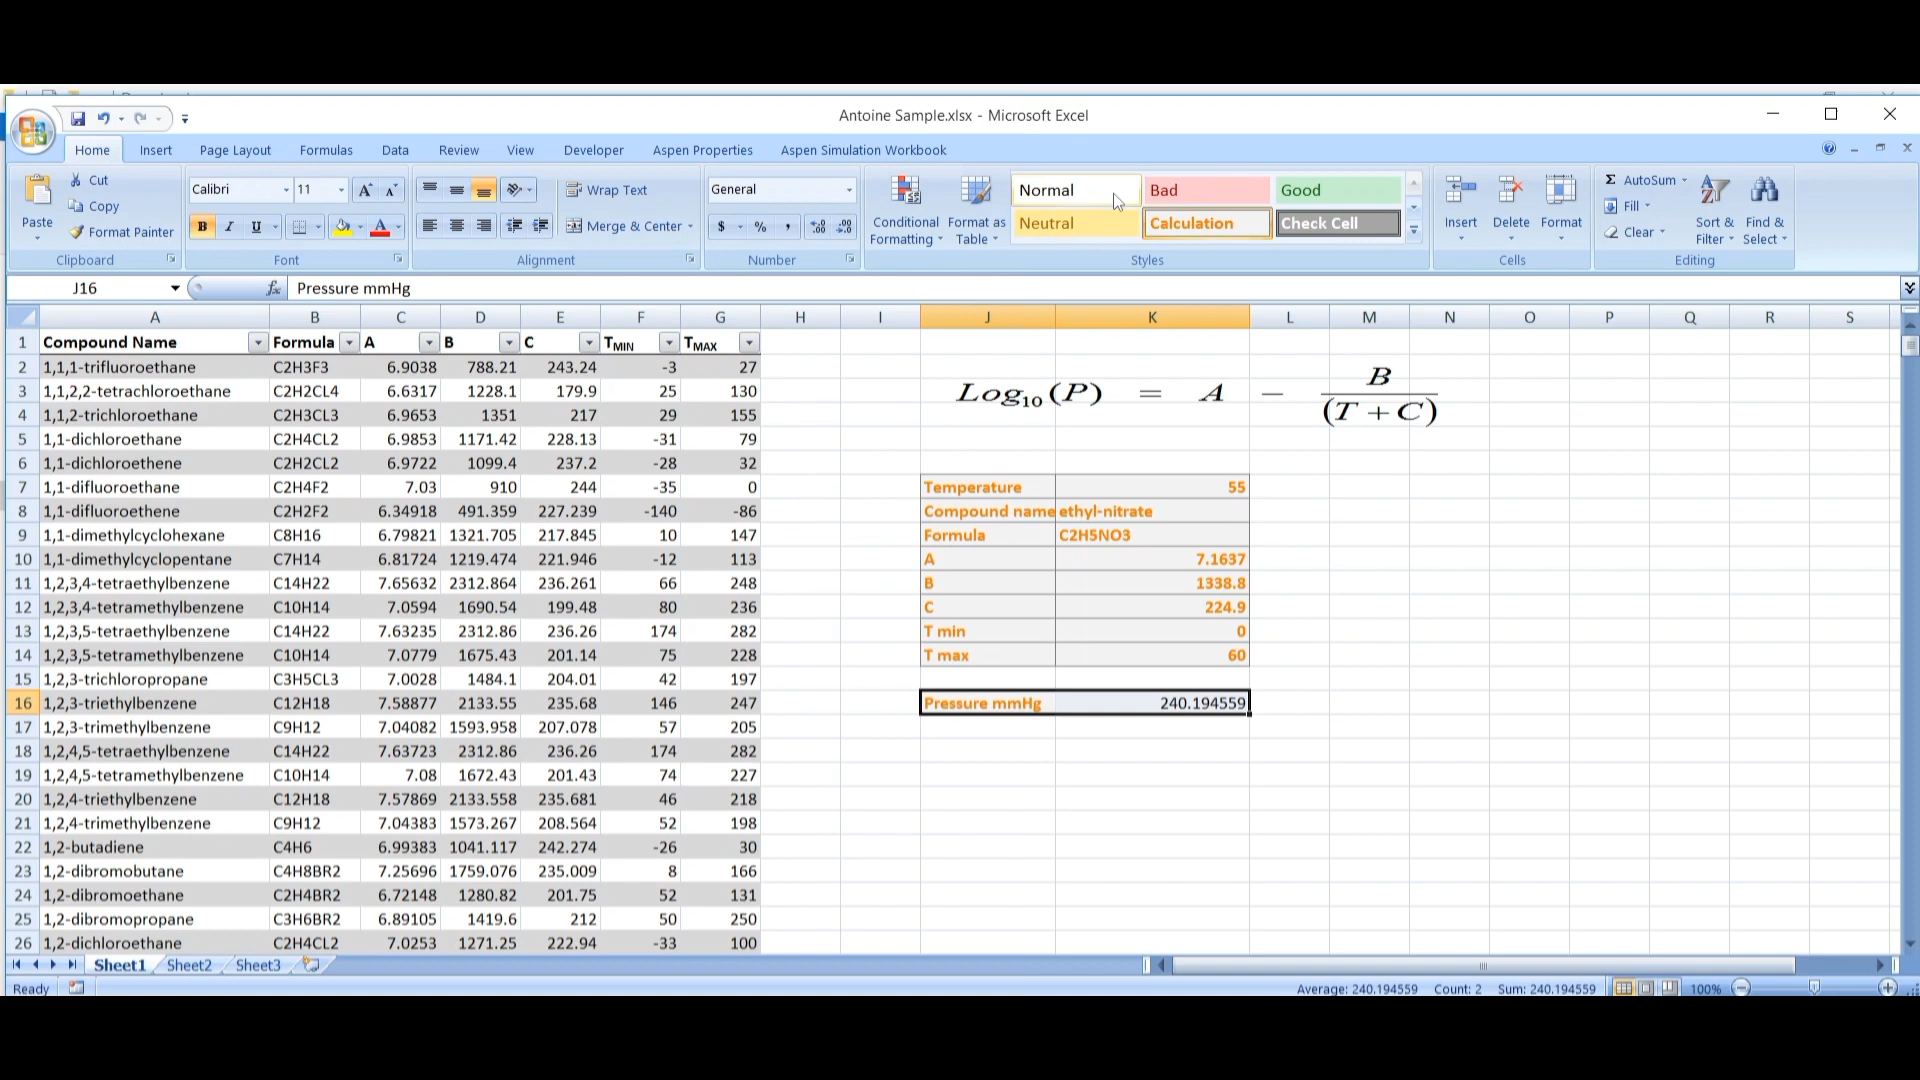 Antoine Sample.xlsx - Microsoft Excel
Home Insert Page Layout Formulas Data Review View Developer Aspen Properties Aspen Simulation Workbook
Paste Cut Copy Format Painter
Clipboard
Calibri 11
B I U A
Font
Wrap Text
Merge & Center
Alignment
General
$ % ,
Number
Conditional Formatting Format as Table
Normal Bad Good
Neutral Calculation Check Cell
Styles
Insert Delete Format
Cells
Σ AutoSum Fill Clear
Sort & Filter Find & Select
Editing
J16 fx Pressure mmHg
A B C D E F G H I J K L M N O P Q R S
1 Compound Name Formula A B C TMIN TMAX
2 1,1,1-trifluoroethane C2H3F3 6.9038 788.21 243.24 -3 27
3 1,1,2,2-tetrachloroethane C2H2CL4 6.6317 1228.1 179.9 25 130
4 1,1,2-trichloroethane C2H3CL3 6.9653 1351 217 29 155
5 1,1-dichloroethane C2H4CL2 6.9853 1171.42 228.13 -31 79
6 1,1-dichloroethene C2H2CL2 6.9722 1099.4 237.2 -28 32
7 1,1-difluoroethane C2H4F2 7.03 910 244 -35 0
8 1,1-difluoroethene C2H2F2 6.34918 491.359 227.239 -140 -86
9 1,1-dimethylcyclohexane C8H16 6.79821 1321.705 217.845 10 147
10 1,1-dimethylcyclopentane C7H14 6.81724 1219.474 221.946 -12 113
11 1,2,3,4-tetraethylbenzene C14H22 7.65632 2312.864 236.261 66 248
12 1,2,3,4-tetramethylbenzene C10H14 7.0594 1690.54 199.48 80 236
13 1,2,3,5-tetraethylbenzene C14H22 7.63235 2312.86 236.26 174 282
14 1,2,3,5-tetramethylbenzene C10H14 7.0779 1675.43 201.14 75 228
15 1,2,3-trichloropropane C3H5CL3 7.0028 1484.1 204.01 42 197
16 1,2,3-triethylbenzene C12H18 7.58877 2133.55 235.68 146 247
17 1,2,3-trimethylbenzene C9H12 7.04082 1593.958 207.078 57 205
18 1,2,4,5-tetraethylbenzene C14H22 7.63723 2312.86 236.26 174 282
19 1,2,4,5-tetramethylbenzene C10H14 7.08 1672.43 201.43 74 227
20 1,2,4-triethylbenzene C12H18 7.57869 2133.558 235.681 46 218
21 1,2,4-trimethylbenzene C9H12 7.04383 1573.267 208.564 52 198
22 1,2-butadiene C4H6 6.99383 1041.117 242.274 -26 30
23 1,2-dibromobutane C4H8BR2 7.25696 1759.076 235.009 8 166
24 1,2-dibromoethane C2H4BR2 6.72148 1280.82 201.75 52 131
25 1,2-dibromopropane C3H6BR2 6.89105 1419.6 212 50 250
26 1,2-dichloroethane C2H4CL2 7.0253 1271.25 222.94 -33 100
Log10 (P) = A − B / (T + C)
Temperature 55
Compound name ethyl-nitrate
Formula C2H5NO3
A 7.1637
B 1338.8
C 224.9
T min 0
T max 60
Pressure mmHg 240.194559
Sheet1 Sheet2 Sheet3
Ready Average: 240.194559 Count: 2 Sum: 240.194559 100%